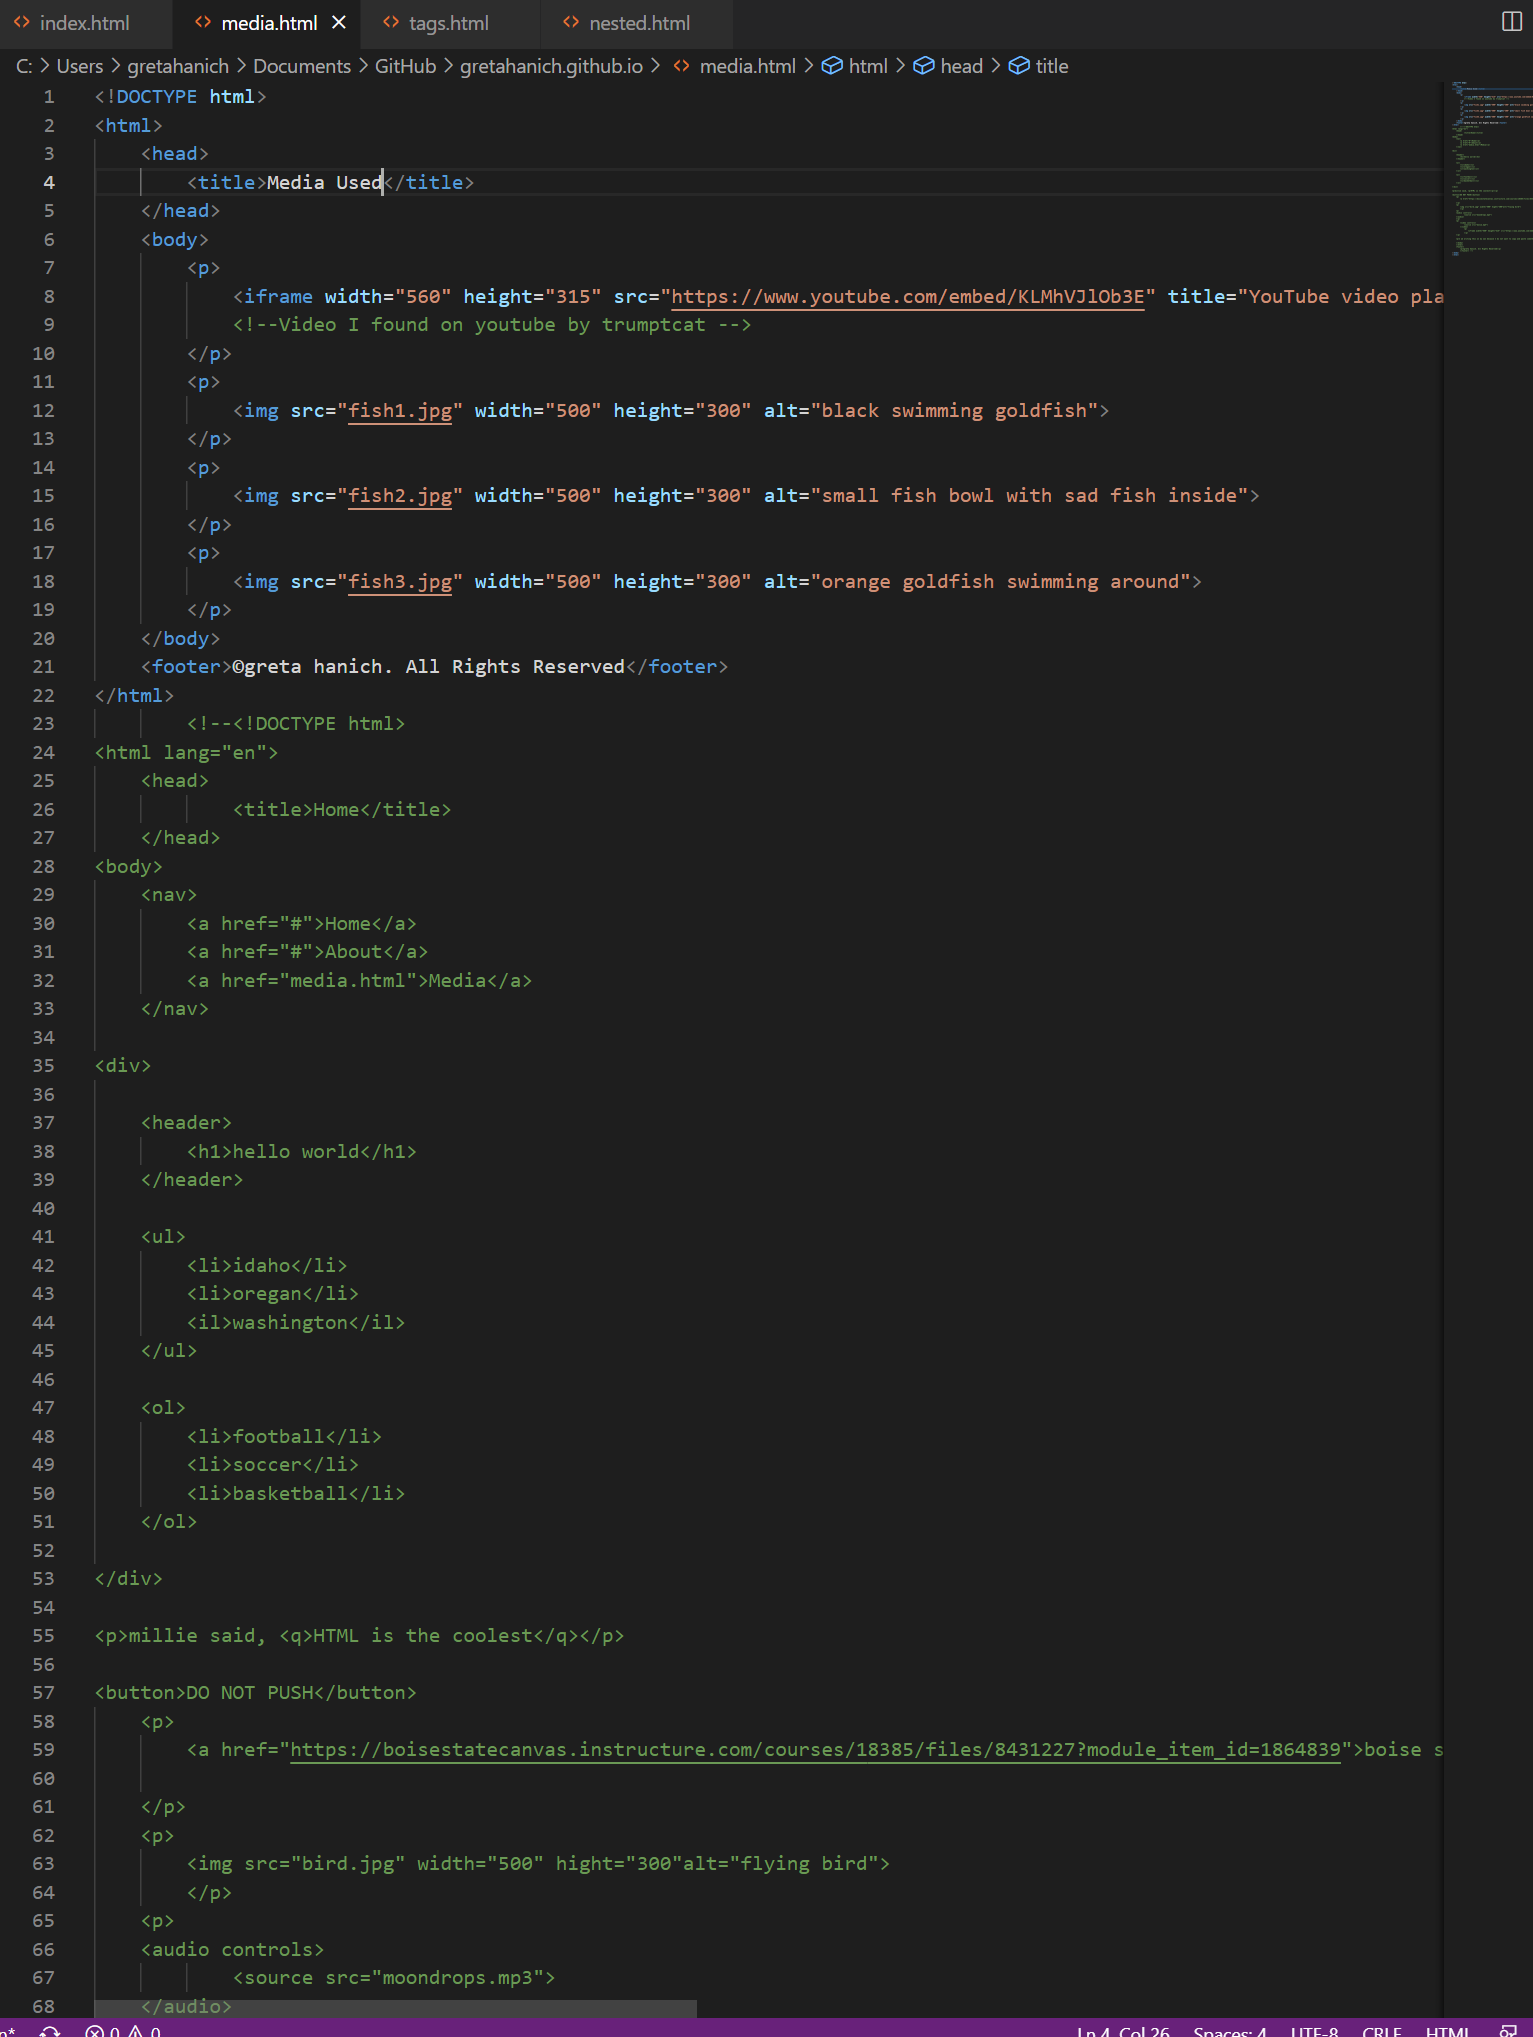 index.html media.html tags.html nested.html
C: > Users > gretahanich > Documents > GitHub > gretahanich.github.io > media.html > html > head > title
1 <!DOCTYPE html>
2 <html>
3 <head>
4 <title>Media Used</title>
5 </head>
6 <body>
7 <p>
8 <iframe width="560" height="315" src="https://www.youtube.com/embed/KLMhVJlOb3E" title="YouTube video pla
9 <!--Video I found on youtube by trumptcat -->
10 </p>
11 <p>
12 <img src="fish1.jpg" width="500" height="300" alt="black swimming goldfish">
13 </p>
14 <p>
15 <img src="fish2.jpg" width="500" height="300" alt="small fish bowl with sad fish inside">
16 </p>
17 <p>
18 <img src="fish3.jpg" width="500" height="300" alt="orange goldfish swimming around">
19 </p>
20 </body>
21 <footer>©greta hanich. All Rights Reserved</footer>
22 </html>
23 <!--<!DOCTYPE html>
24 <html lang="en">
25 <head>
26 <title>Home</title>
27 </head>
28 <body>
29 <nav>
30 <a href="#">Home</a>
31 <a href="#">About</a>
32 <a href="media.html">Media</a>
33 </nav>
34
35 <div>
36
37 <header>
38 <h1>hello world</h1>
39 </header>
40
41 <ul>
42 <li>idaho</li>
43 <li>oregan</li>
44 <il>washington</il>
45 </ul>
46
47 <ol>
48 <li>football</li>
49 <li>soccer</li>
50 <li>basketball</li>
51 </ol>
52
53 </div>
54
55 <p>millie said, <q>HTML is the coolest</q></p>
56
57 <button>DO NOT PUSH</button>
58 <p>
59 <a href="https://boisestatecanvas.instructure.com/courses/18385/files/8431227?module_item_id=1864839">boise s
60
61 </p>
62 <p>
63 <img src="bird.jpg" width="500" hight="300"alt="flying bird">
64 </p>
65 <p>
66 <audio controls>
67 <source src="moondrops.mp3">
68 </audio>
0 0 Ln 4, Col 26 Spaces: 4 UTF-8 CRLF HTML